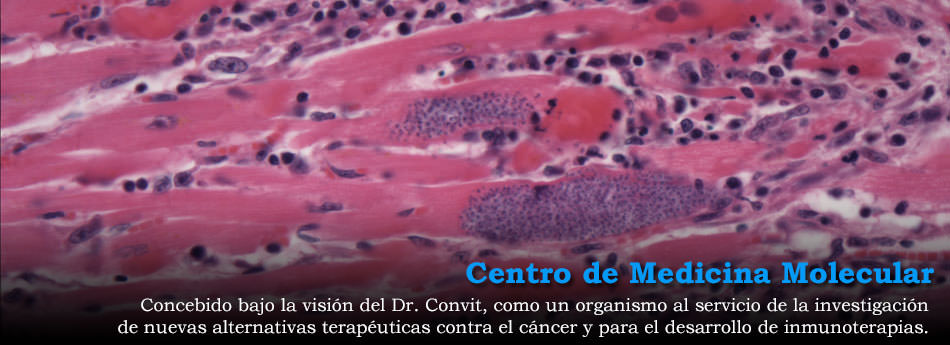 Centro de Medicina Molecular
Concebido bajo la visión del Dr. Convit, como un organismo al servicio de la investigación
de nuevas alternativas terapéuticas contra el cáncer y para el desarrollo de inmunoterapias.